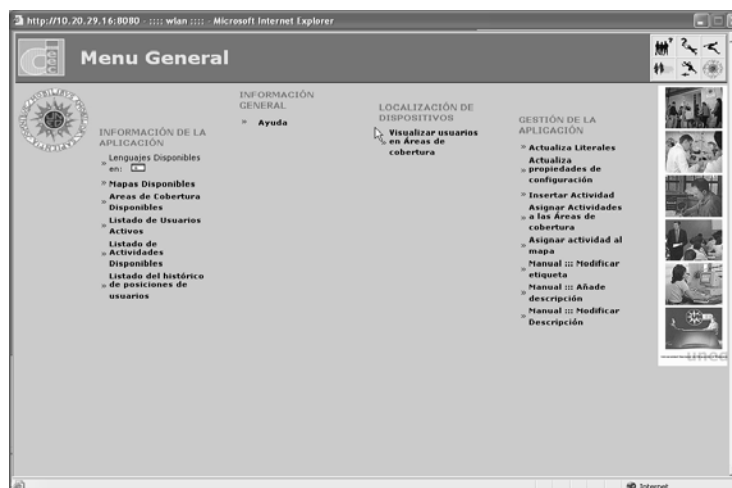 http://10.20.29.16:8080 - :::: wlan :::: - Microsoft Internet Explorer
Menu General
INFORMACIÓN DE LA
APLICACIÓN
» Lenguajes Disponibles
en:
» Mapas Disponibles
» Areas de Cobertura
Disponibles
» Listado de Usuarios
Activos
» Listado de
Actividades
Disponibles
» Listado del histórico
de posiciones de
usuarios
INFORMACIÓN
GENERAL
» Ayuda
LOCALIZACIÓN DE
DISPOSITIVOS
» Visualizar usuarios
en Áreas de
cobertura
GESTIÓN DE LA
APLICACIÓN
» Actualiza Literales
» Actualiza
propiedades de
configuración
» Insertar Actividad
» Asignar Actividades
a las Áreas de
cobertura
» Asignar actividad al
mapa
» Manual ::: Modificar
etiqueta
» Manual ::: Añade
descripción
» Manual ::: Modificar
Descripción
uned
Internet